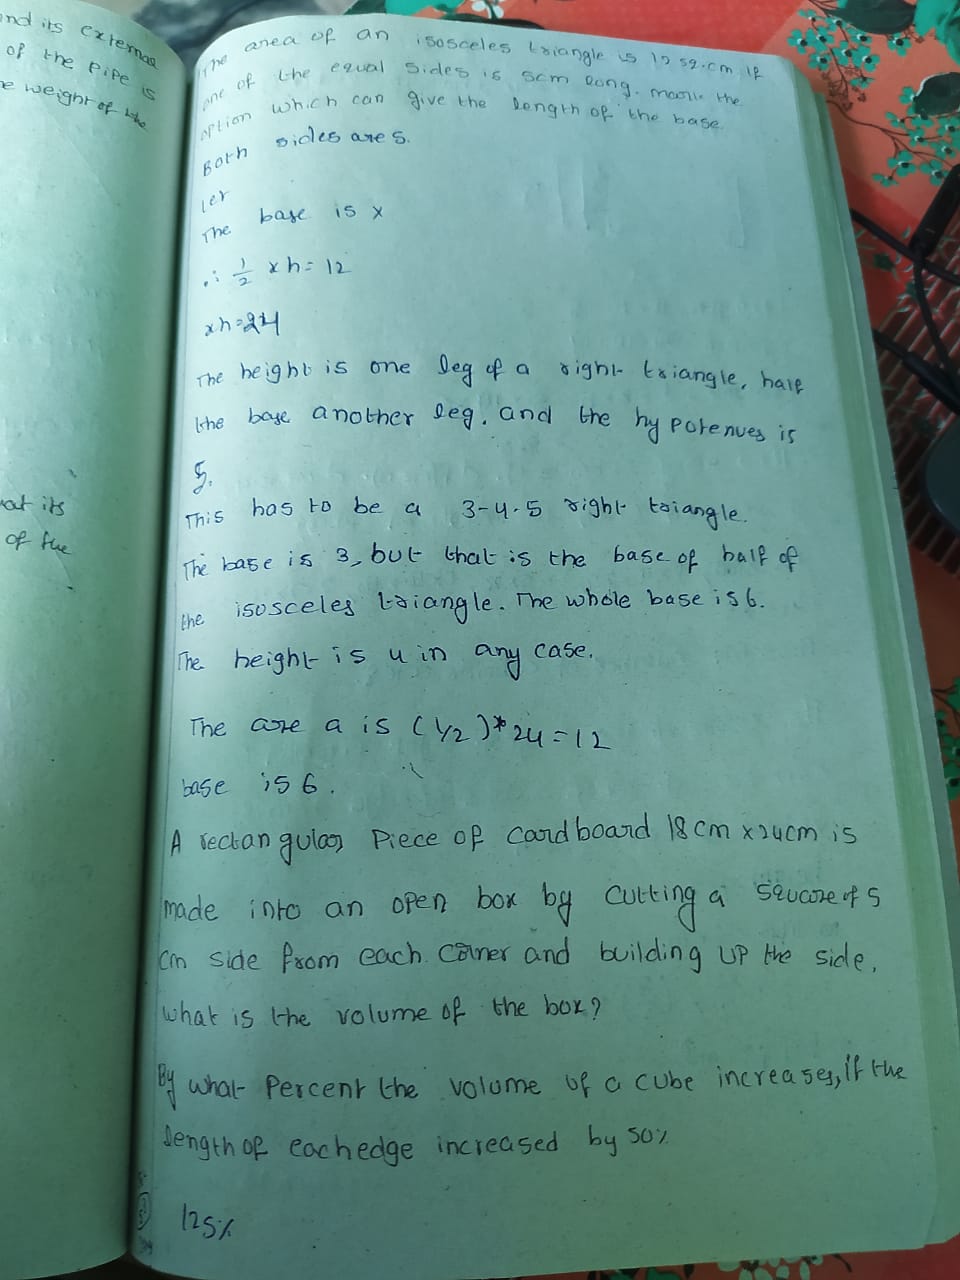 and its external
of the pipe is
e weight of the
at its
of the
The area of an isosceles triangle is 12 sq.cm. If
one of the equal sides is 5cm long. mark the
option which can give the length of the base.
Both sides are 5.
Let
The base is x
∴ 1/2 xh = 12
xh = 24
The height is one leg of a right triangle, half
the base another leg, and the hypotenues is
5.
This has to be a 3-4-5 right triangle.
The base is 3, but that is the base of half of
the isosceles triangle. The whole base is 6.
The height is 4 in any case.
The area is (1/2)*24=12
base is 6.
A rectangular Piece of cardboard 18cm x24cm is
made into an open box by cutting a square of 5
cm side from each corner and building up the side,
what is the volume of the box?
By what percent the volume of a cube increases, if the
length of each edge increased by 50%
125%